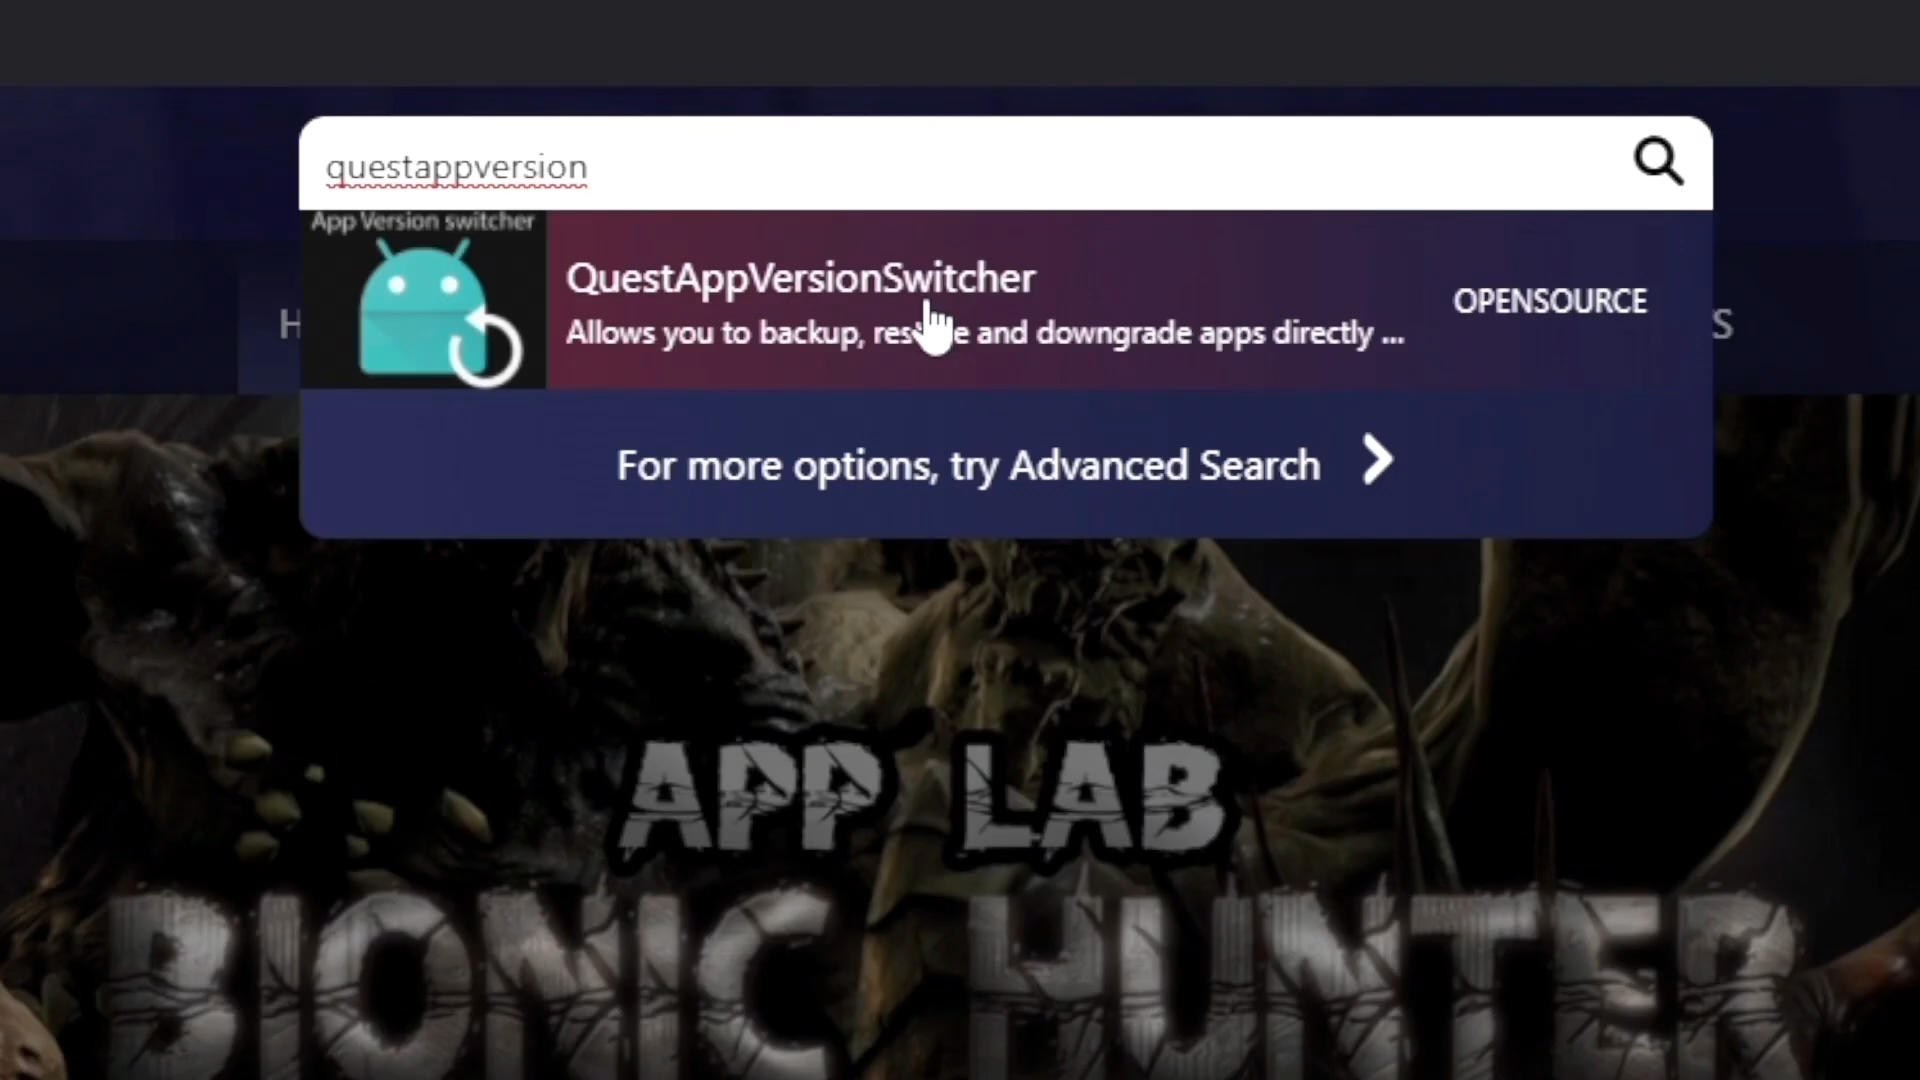 questappversion
App Version switcher
QuestAppVersionSwitcher
Allows you to backup, and downgrade apps directly ...
OPENSOURCE
H
S
For more options, try Advanced Search
APP LAB
BIONIC HUNTER